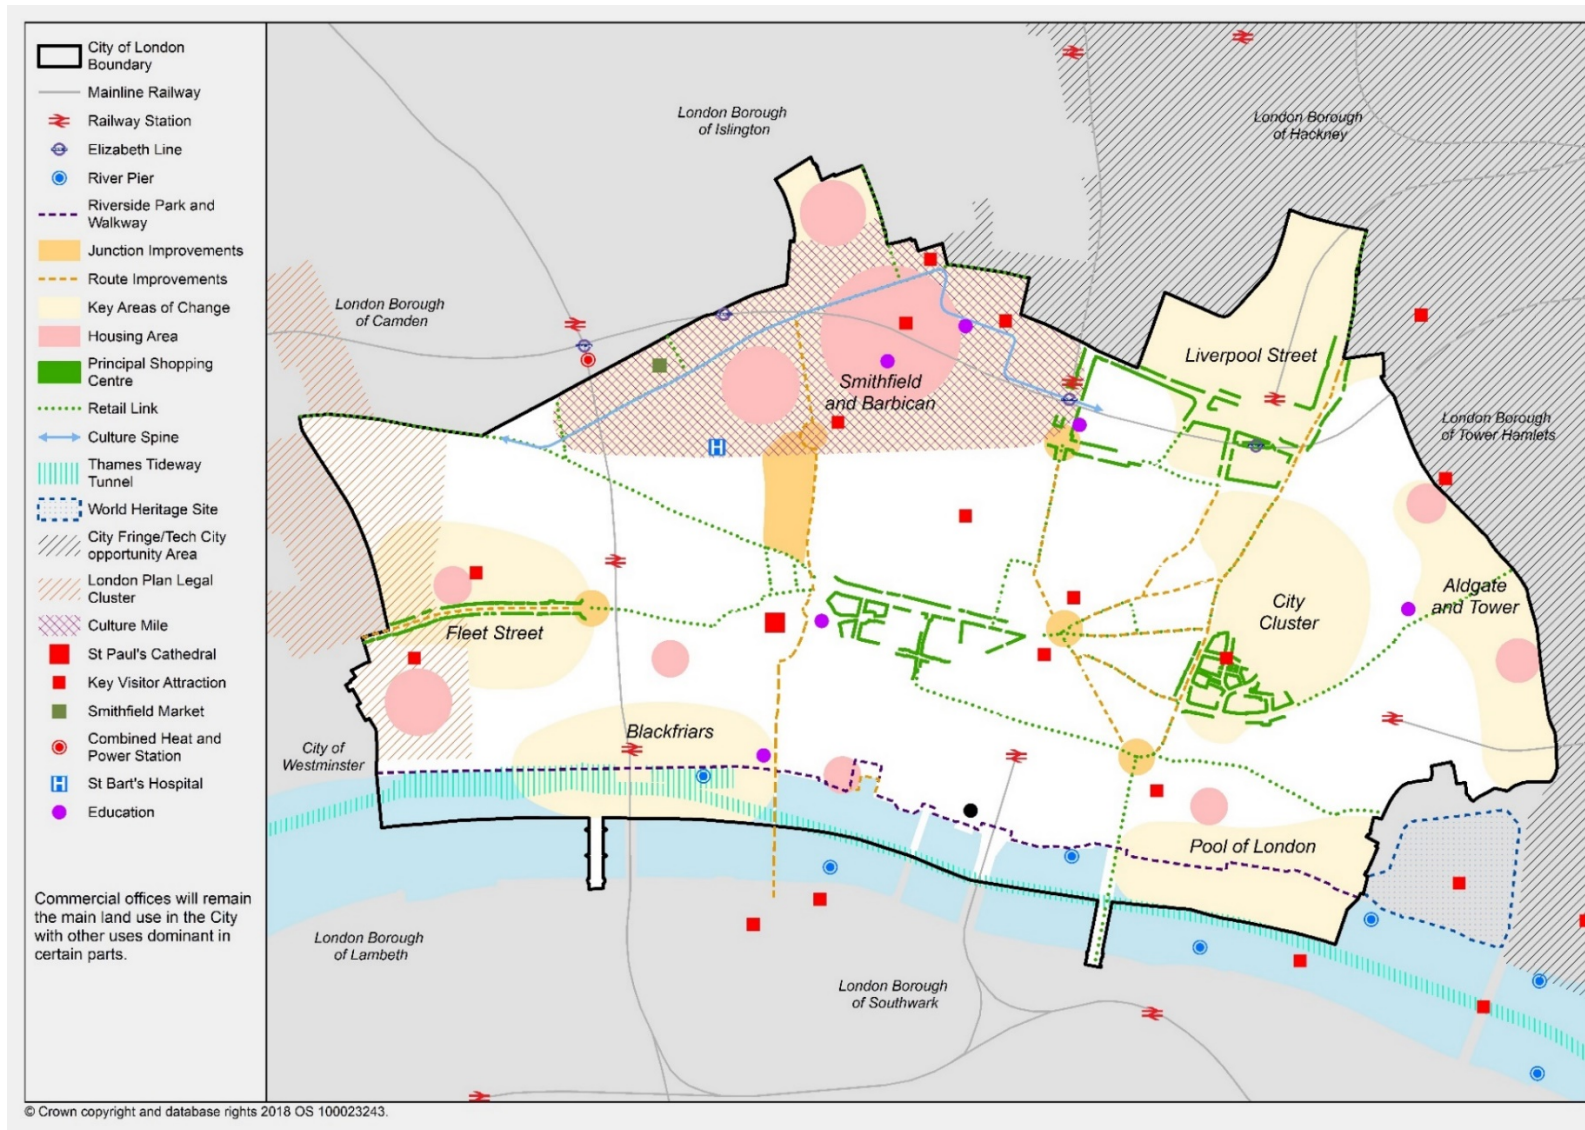 City of London
Boundary
Mainline Railway
Railway Station
Elizabeth Line
River Pier
Riverside Park and
Walkway
Junction Improvements
Route Improvements
Key Areas of Change
Housing Area
Principal Shopping
Centre
Retail Link
Culture Spine
Thames Tideway
Tunnel
World Heritage Site
City Fringe/Tech City
opportunity Area
London Plan Legal
Cluster
Culture Mile
St Paul's Cathedral
Key Visitor Attraction
Smithfield Market
Combined Heat and
Power Station
H
St Bart's Hospital
Education
Commercial offices will remain
the main land use in the City
with other uses dominant in
certain parts.
London Borough
of Islington
London Borough
of Hackney
London Borough
of Camden
Liverpool Street
Smithfield
and Barbican
London Borough
of Tower Hamlets
H
Aldgate
and Tower
City
Cluster
Fleet Street
Blackfriars
City of
Westminster
Pool of London
London Borough
of Lambeth
London Borough
of Southwark
© Crown copyright and database rights 2018 OS 100023243.